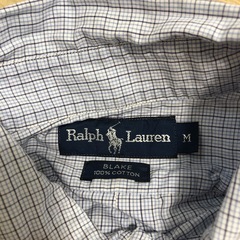 Ralph Lauren M
BLAKE
100% COTTON